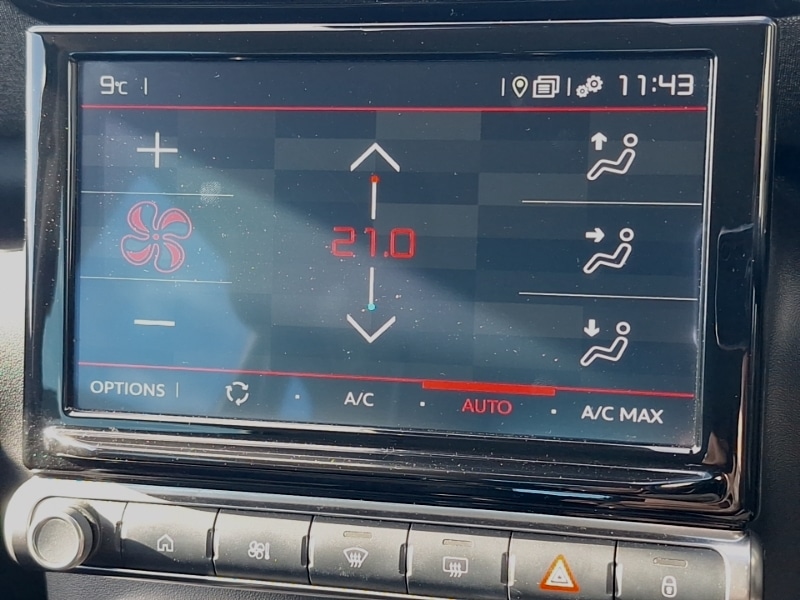 9°C
11:43
21.0
OPTIONS
A/C
AUTO
A/C MAX